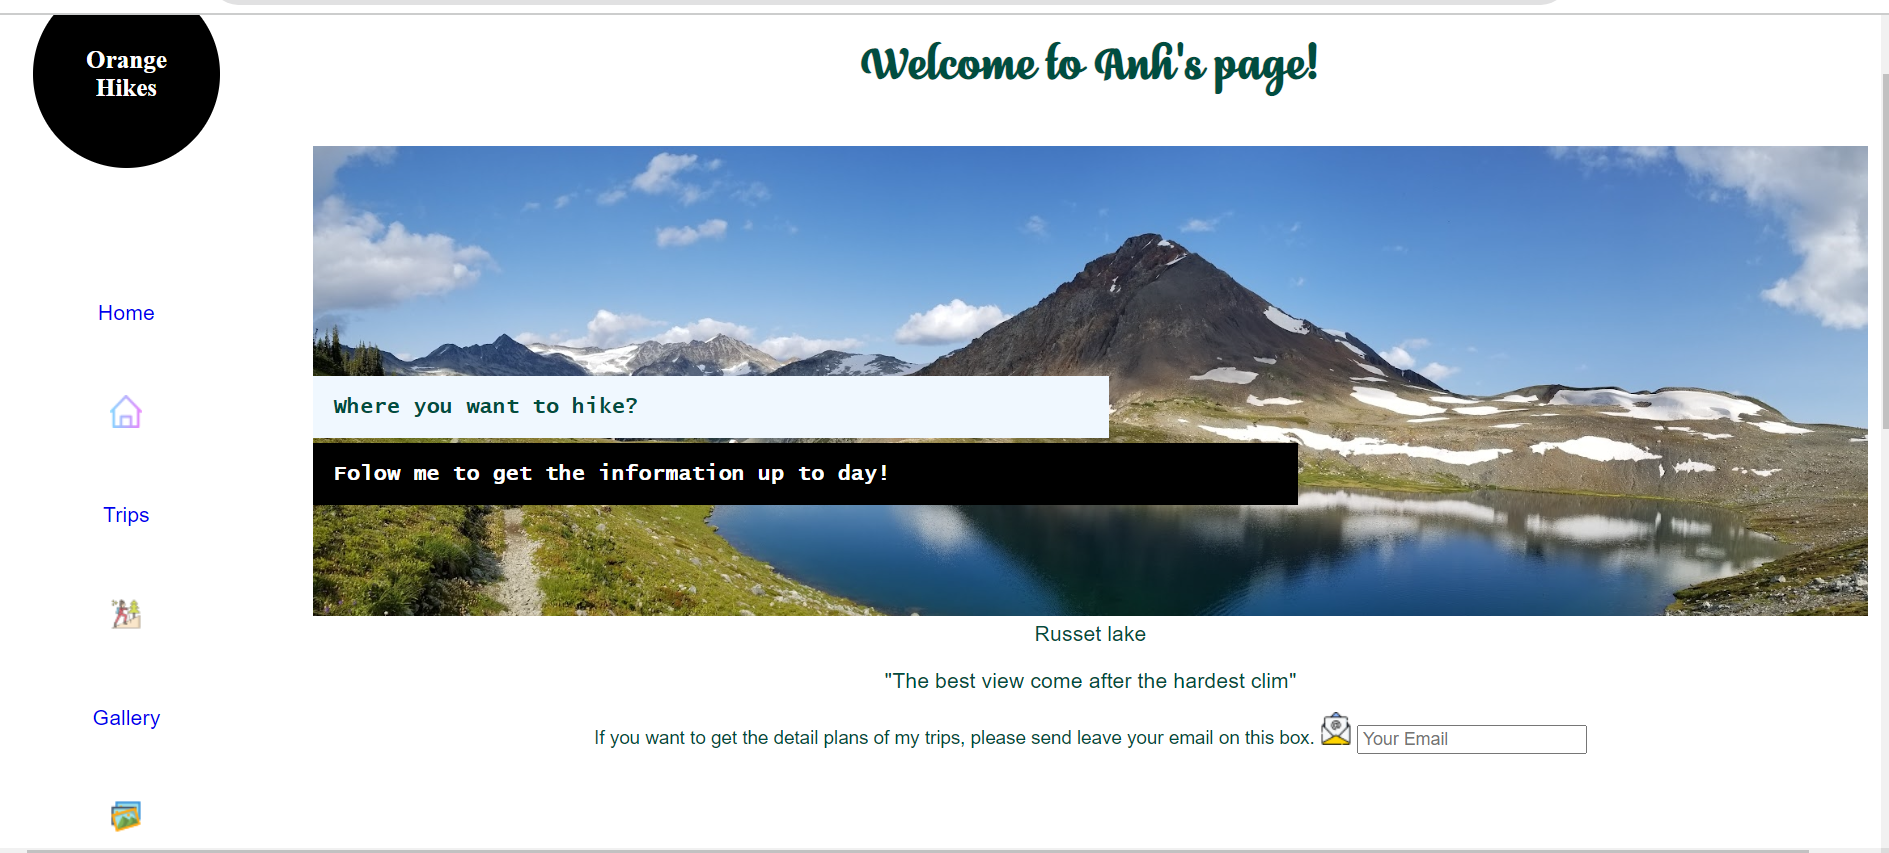 Orange
Hikes
Welcome to Anh's page!
Home
Trips
Gallery
Where you want to hike?
Folow me to get the information up to day!
Russet lake
"The best view come after the hardest clim"
If you want to get the detail plans of my trips, please send leave your email on this box. Your Email